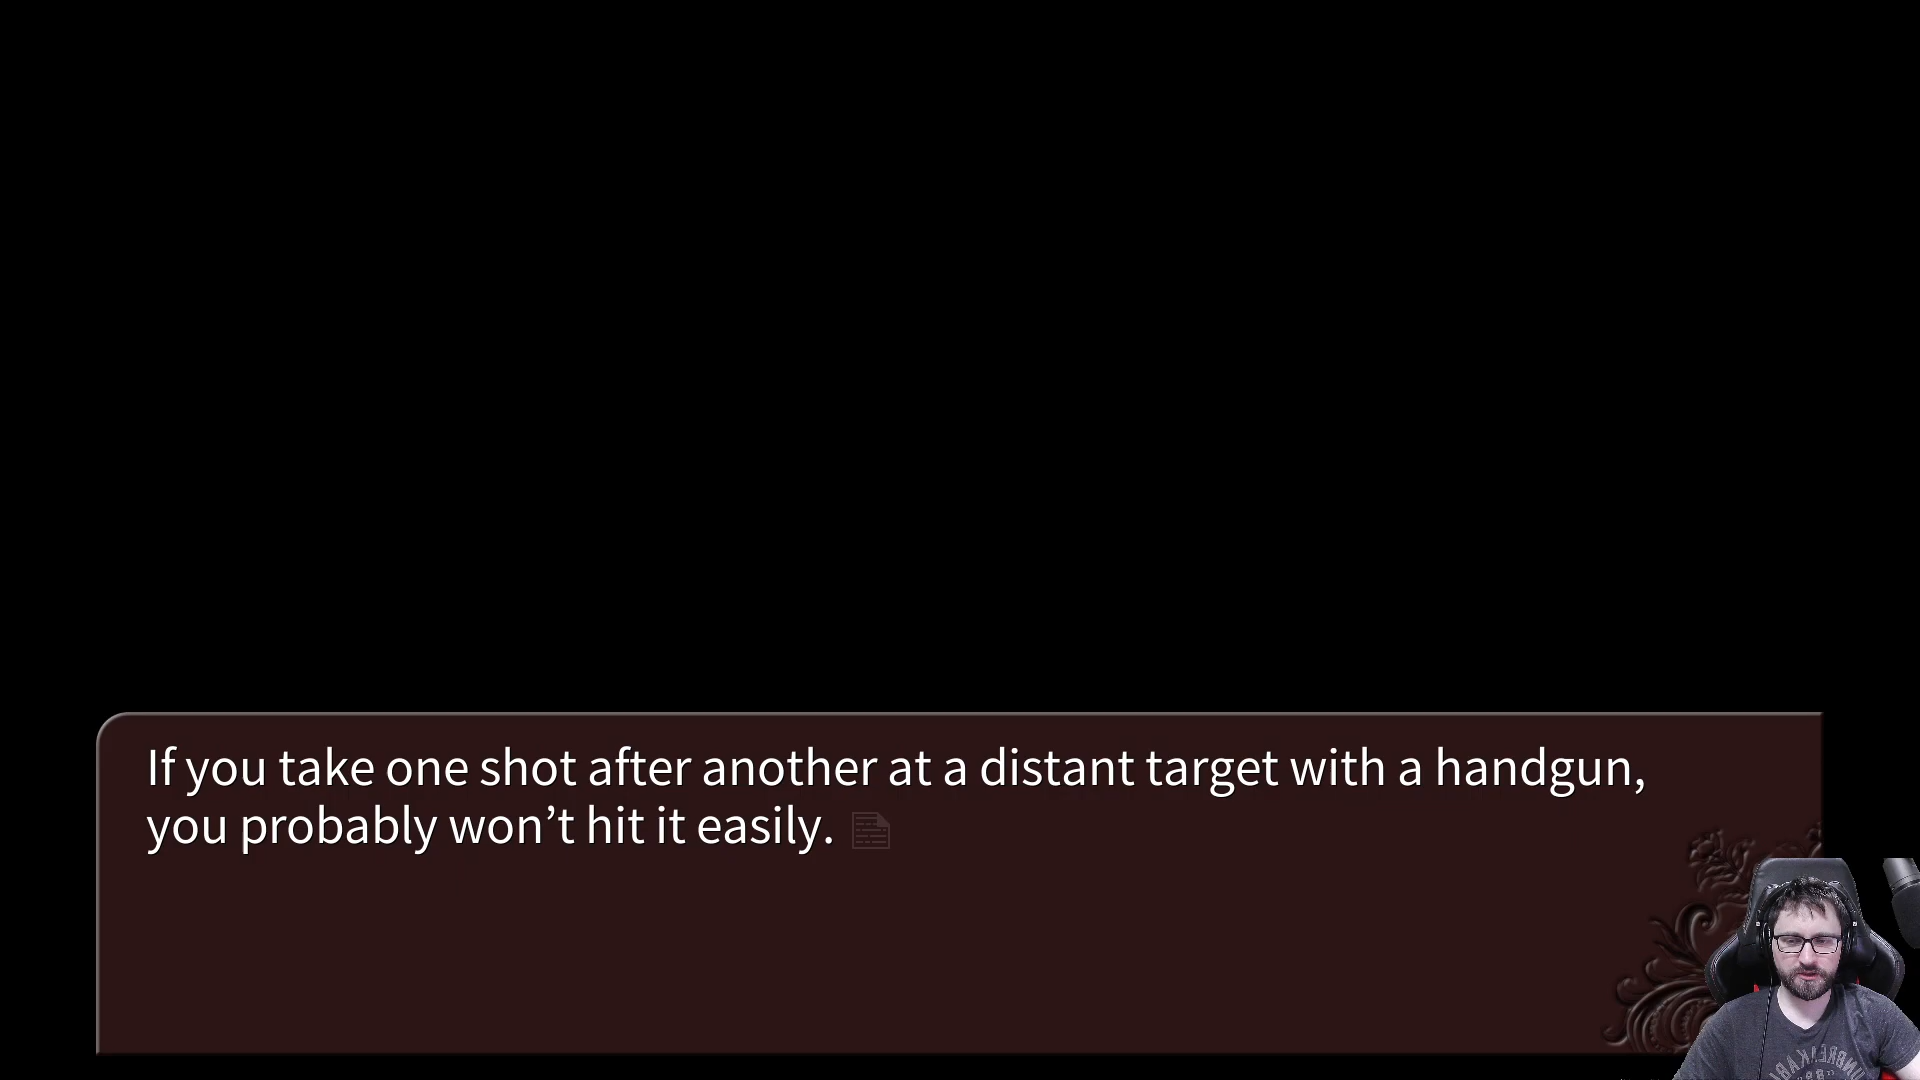 If you take one shot after another at a distant target with a handgun,
you probably won’t hit it easily.